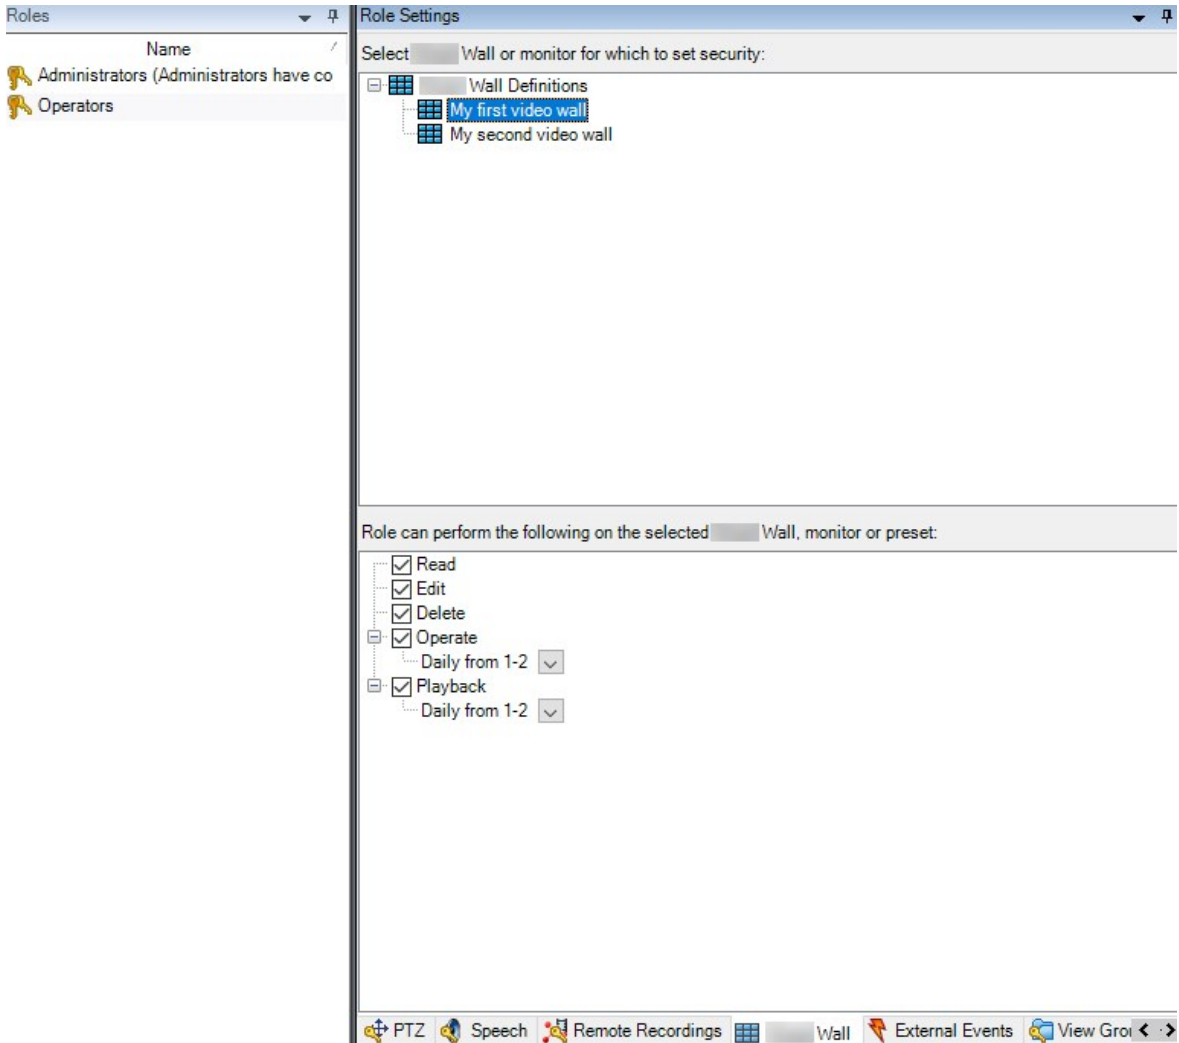 Roles
Name
Administrators (Administrators have co
Operators
Role Settings
Select Wall or monitor for which to set security:
Wall Definitions
My first video wall
My second video wall
Role can perform the following on the selected Wall, monitor or preset:
Read
Edit
Delete
Operate
Daily from 1-2
Playback
Daily from 1-2
PTZ Speech Remote Recordings Wall External Events View Grou